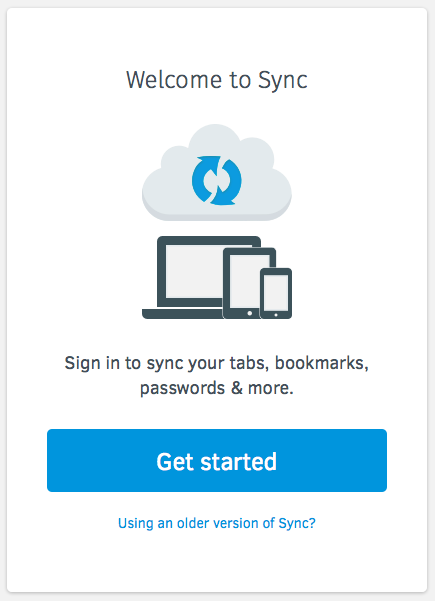 Welcome to Sync
Sign in to sync your tabs, bookmarks,
passwords & more.
Get started
Using an older version of Sync?